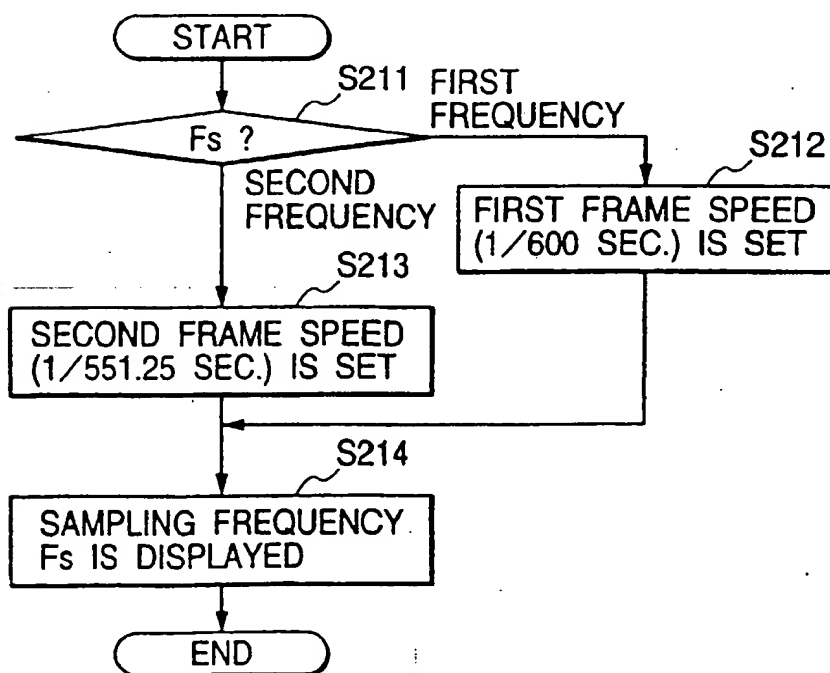 START
S211
FIRST
FREQUENCY
Fs ?
S212
SECOND
FREQUENCY
FIRST FRAME SPEED
(1/600 SEC.) IS SET
S213
SECOND FRAME SPEED
(1/551.25 SEC.) IS SET
S214
SAMPLING FREQUENCY
Fs IS DISPLAYED
END